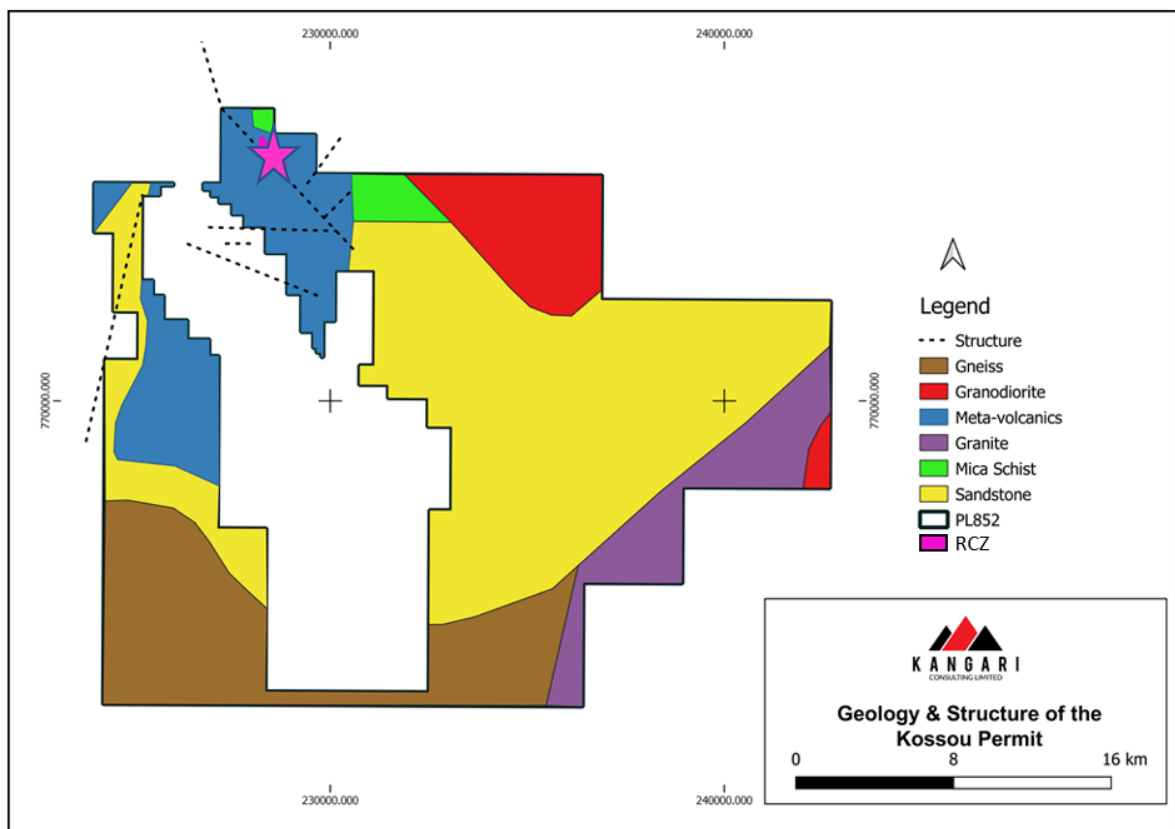 230000.000
240000.000
770000.000
770000.000
Legend
Structure
Gneiss
Granodiorite
Meta-volcanics
Granite
Mica Schist
Sandstone
PL852
RCZ
KANGARI
CONSULTING LIMITED
Geology & Structure of the
Kossou Permit
0 8 16 km
230000.000
240000.000